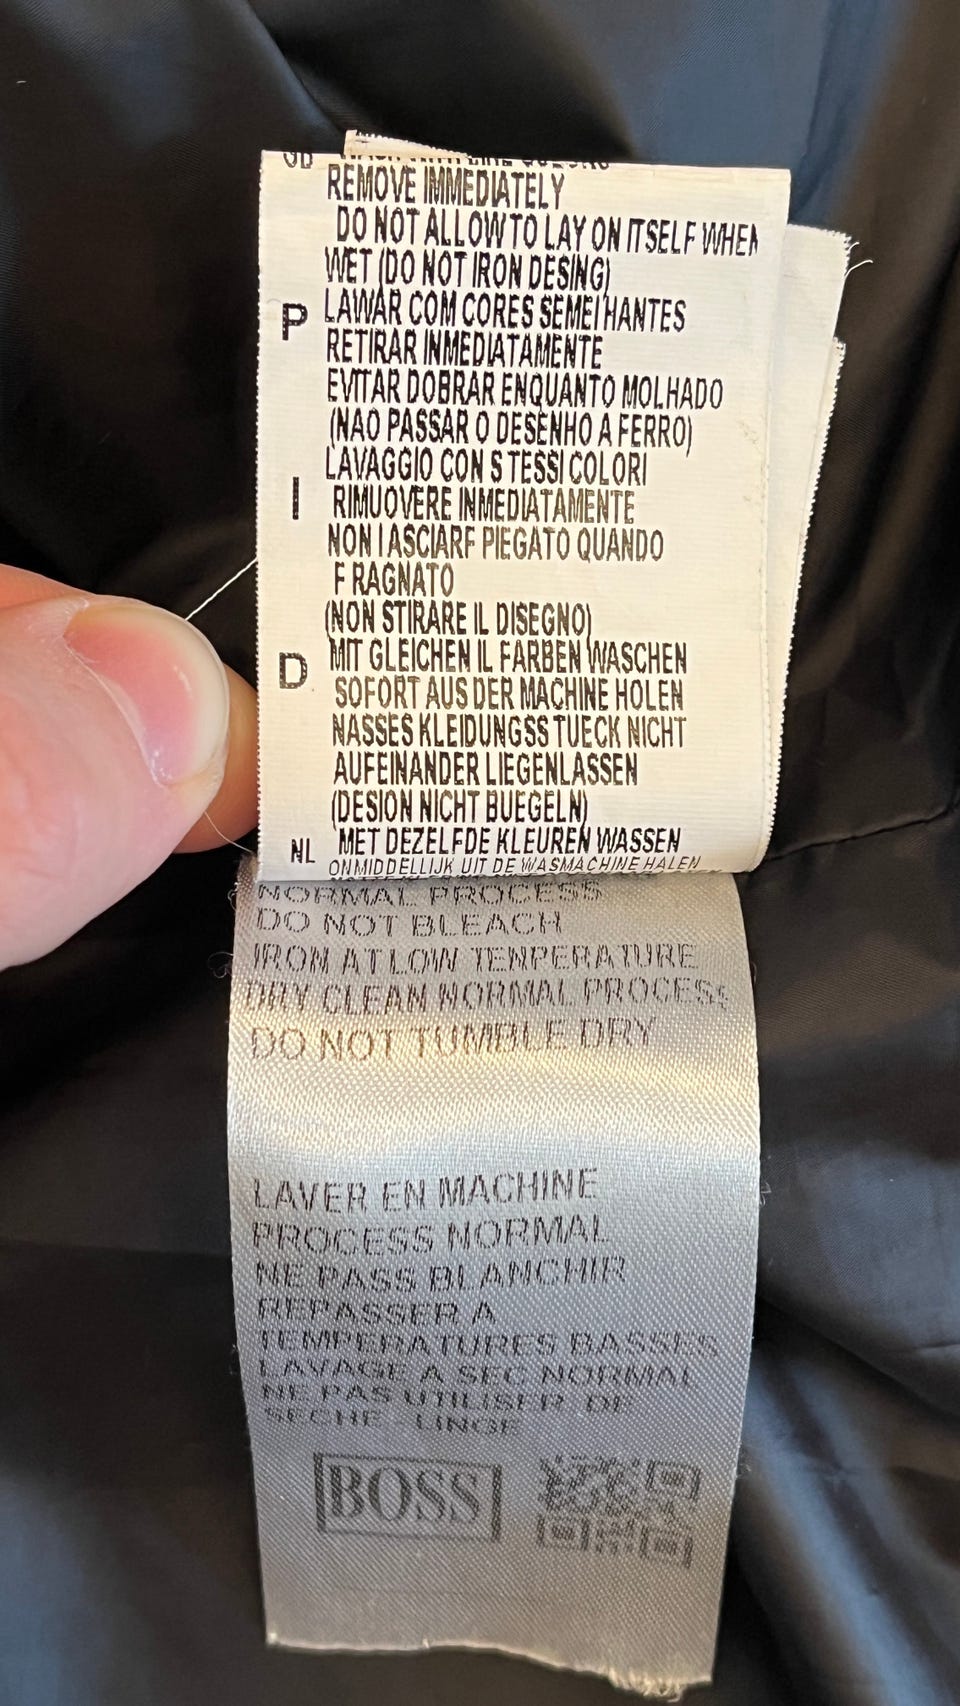 GB
REMOVE IMMEDIATELY
DO NOT ALLOW TO LAY ON ITSELF WHEN
WET (DO NOT IRON DESING)
P LAWAR COM CORES SEMEIHANTES
RETIRAR INMEDIATAMENTE
EVITAR DOBRAR ENQUANTO MOLHADO
(NAO PASSAR O DESENHO A FERRO)
I LAVAGGIO CON STESSI COLORI
RIMUOVERE INMEDIATAMENTE
NON IASCIARF PIEGATO QUANDO
F RAGNATO
(NON STIRARE IL DISEGNO)
D MIT GLEICHEN IL FARBEN WASCHEN
SOFORT AUS DER MACHINE HOLEN
NASSES KLEIDUNGSS TUECK NICHT
AUFEINANDER LIEGENLASSEN
(DESION NICHT BUEGELN)
NL MET DEZELFDE KLEUREN WASSEN
ONMIDDELLIJK UIT DE WASMACHINE HALEN
NORMAL PROCESS
DO NOT BLEACH
IRON AT LOW TENPERATURE
DRY CLEAN NORMAL PROCESS
DO NOT TUMBLE DRY
LAVER EN MACHINE
PROCESS NORMAL
NE PASS BLANCHIR
REPASSER A
TEMPERATURES BASSES
LAVAGE A SEC NORMAL
NE PAS UTILISER DE
SECHE - LINGE
BOSS